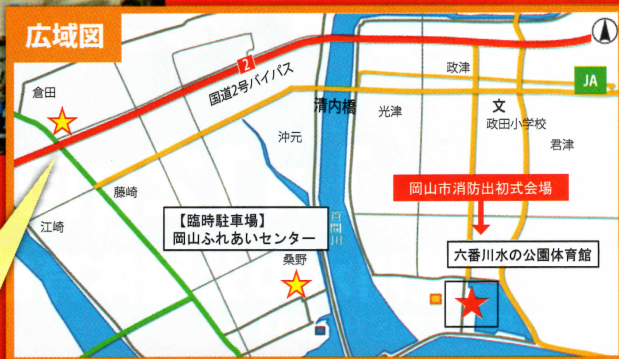 広域図
倉田
2
国道2号バイパス
清内橋
政津
JA
光津
文
政田小学校
君津
沖元
藤崎
江崎
岡山市消防出初式会場
【臨時駐車場】
岡山ふれあいセンター
百間川
六番川水の公園体育館
桑野